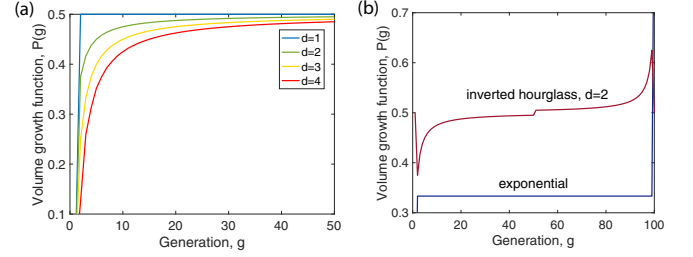 (a)
Volume growth function, P(g)
0.5
0.4
0.3
0.2
0.1
d=1
d=2
d=3
d=4
0 10 20 30 40 50
Generation, g
(b)
Volume growth function, P(g)
0.7
0.6
0.5
0.4
0.3
inverted hourglass, d=2
exponential
0 20 40 60 80 100
Generation, g